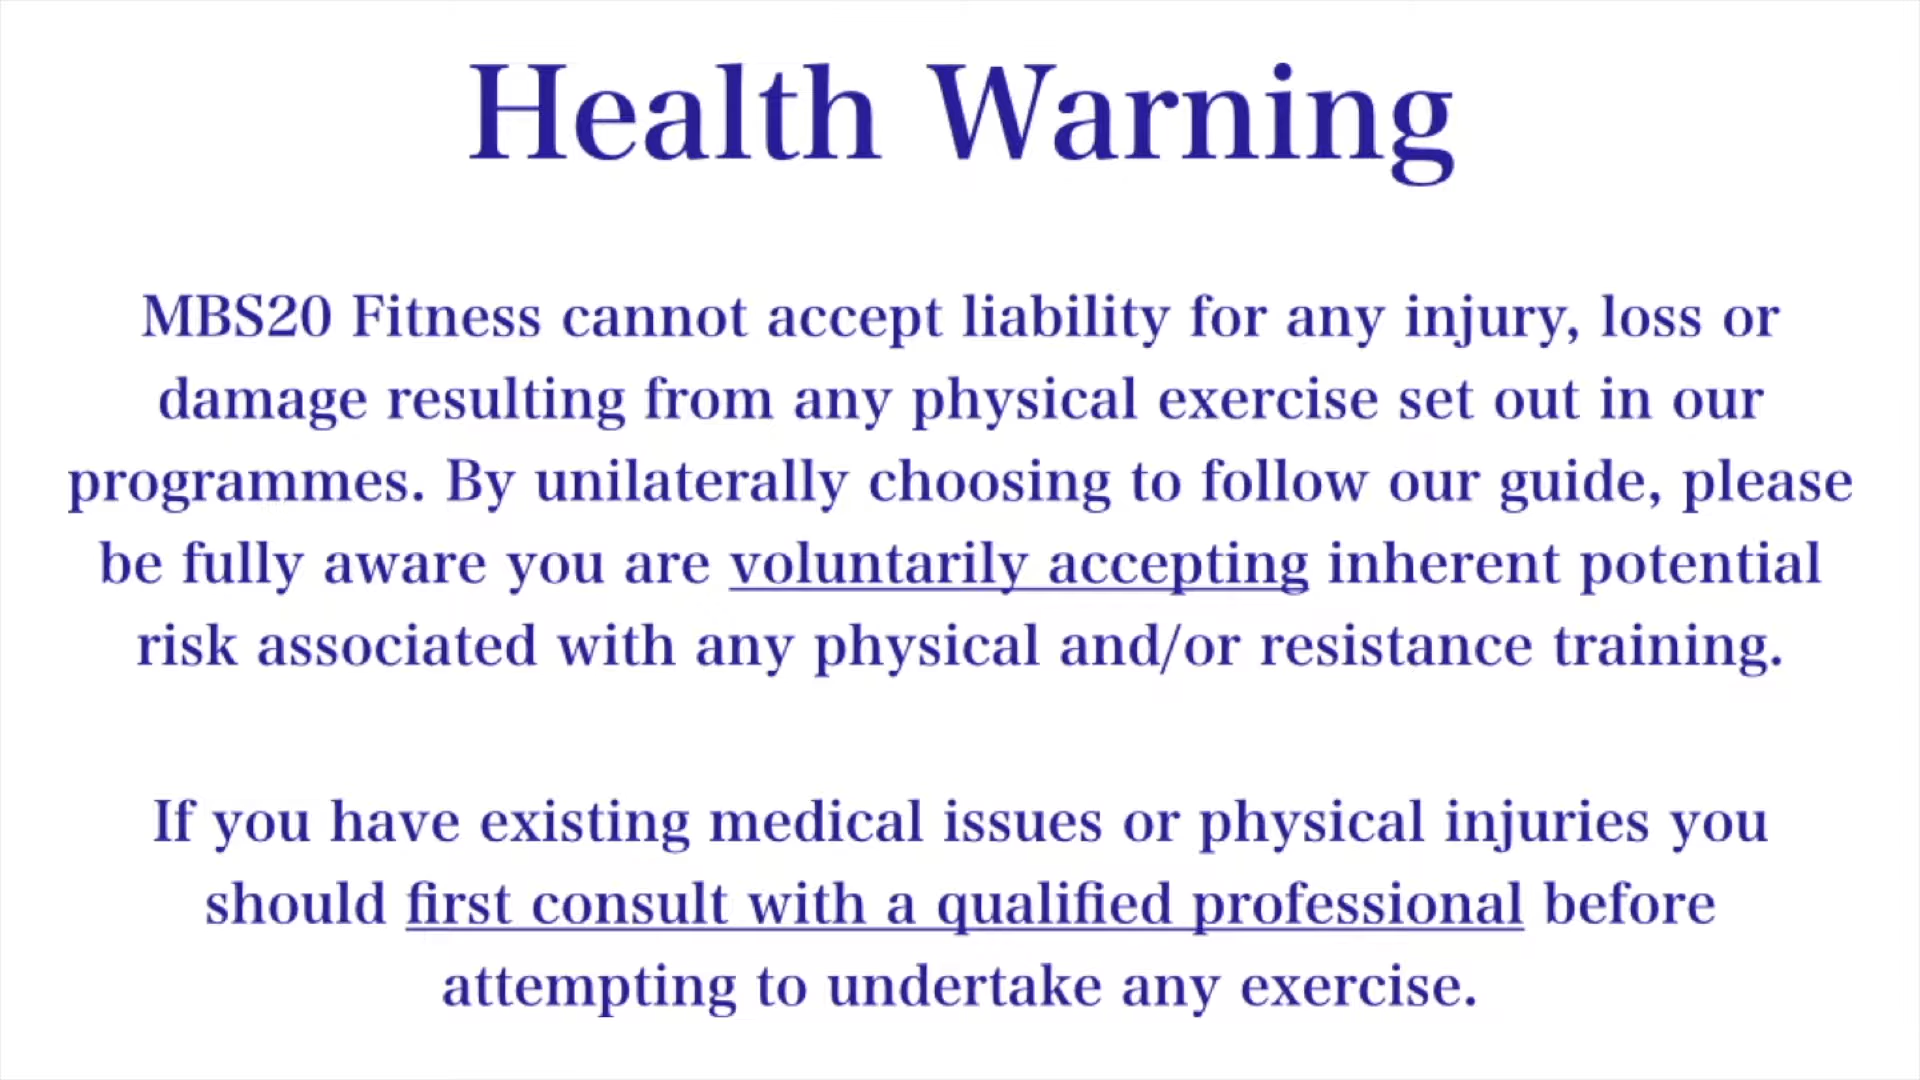 Health Warning
MBS20 Fitness cannot accept liability for any injury, loss or
damage resulting from any physical exercise set out in our
programmes. By unilaterally choosing to follow our guide, please
be fully aware you are voluntarily accepting inherent potential
risk associated with any physical and/or resistance training.
If you have existing medical issues or physical injuries you
should first consult with a qualified professional before
attempting to undertake any exercise.